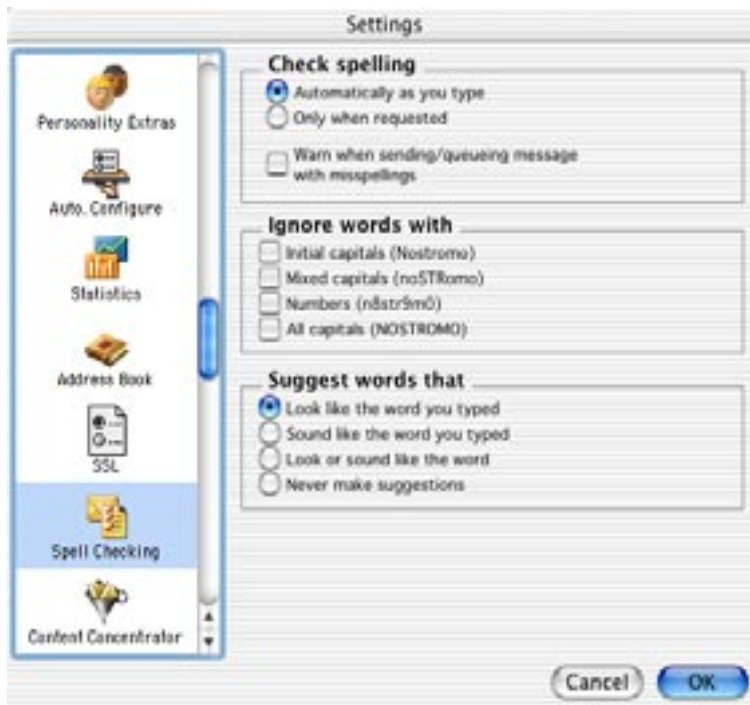 Settings
Personality Extras
Auto. Configure
Statistics
Address Book
SSL
Spell Checking
Content Concentrator
Check spelling
Automatically as you type
Only when requested
Warn when sending/queueing message
with misspellings
Ignore words with
Initial capitals (Nostromo)
Mixed capitals (noSTRomo)
Numbers (n8str9m0)
All capitals (NOSTROMO)
Suggest words that
Look like the word you typed
Sound like the word you typed
Look or sound like the word
Never make suggestions
Cancel
OK